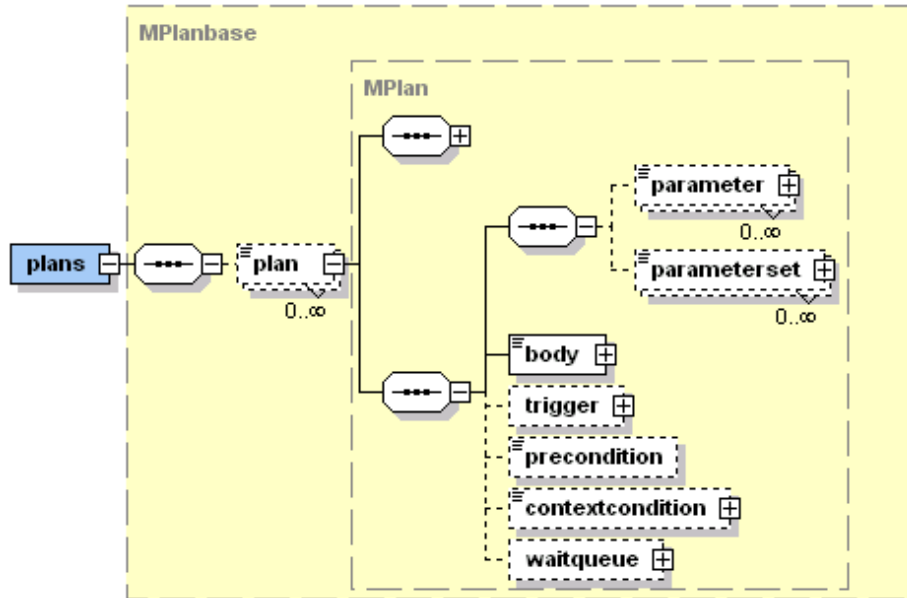 MPlanbase
MPlan
parameter
0..∞
plans
plan
0..∞
parameterset
0..∞
body
trigger
precondition
contextcondition
waitqueue